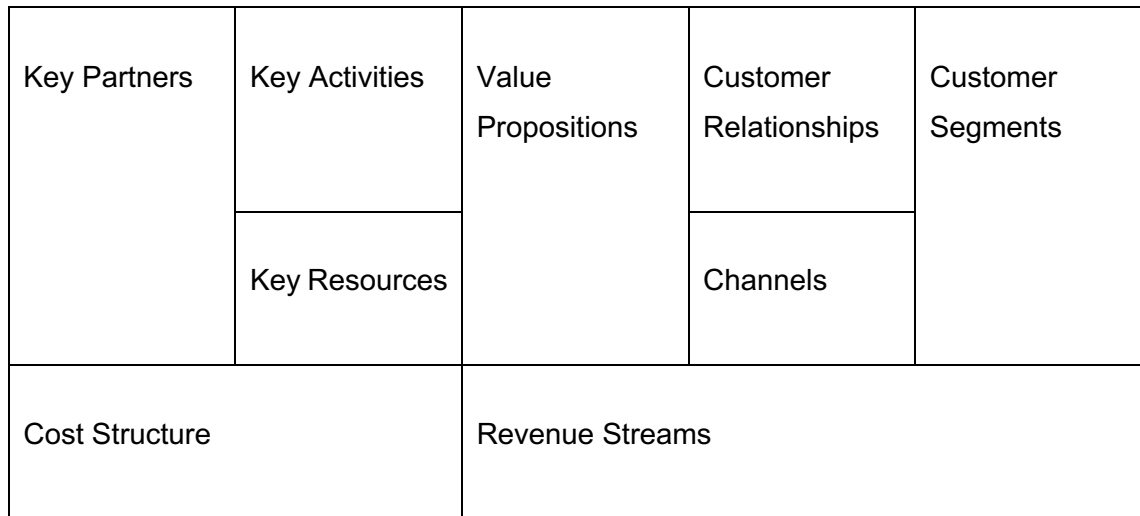 Key Partners
Key Activities
Value
Propositions
Customer
Relationships
Customer
Segments
Key Resources
Channels
Cost Structure
Revenue Streams